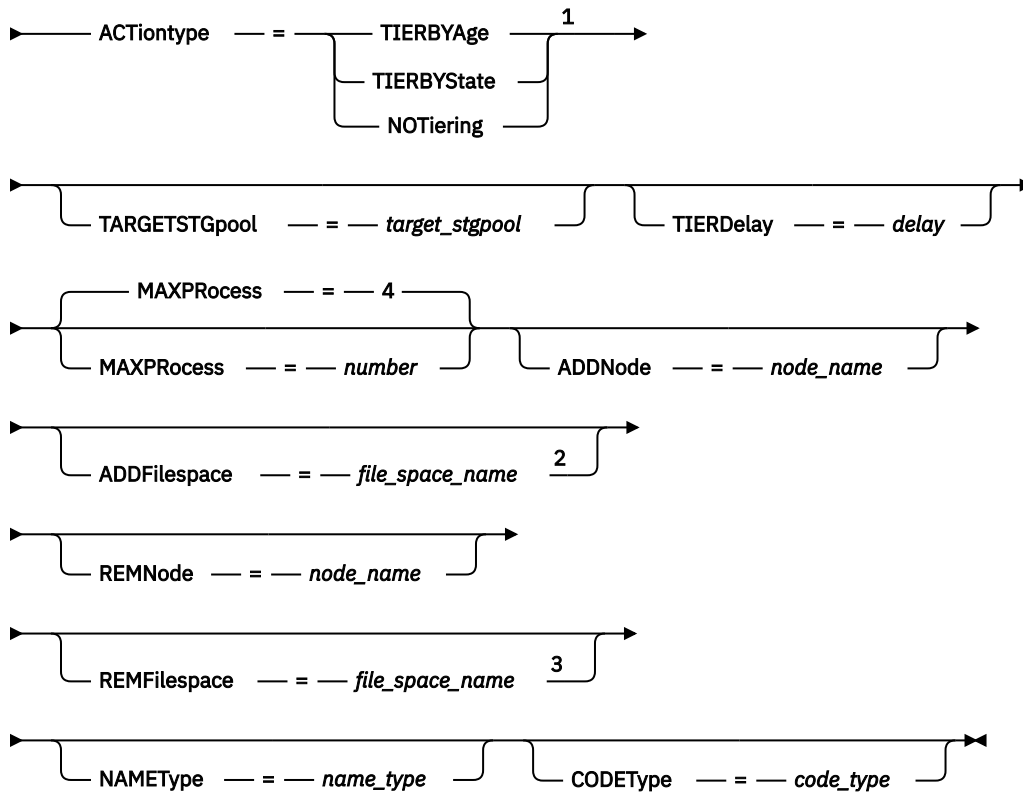 ACTiontype = TIERBYAge 1
TIERBYState
NOTiering
TARGETSTGpool = target_stgpool TIERDelay = delay
MAXPRocess = 4
MAXPRocess = number ADDNode = node_name
ADDFilespace = file_space_name 2
REMNode = node_name
REMFilespace = file_space_name 3
NAMEType = name_type CODEType = code_type